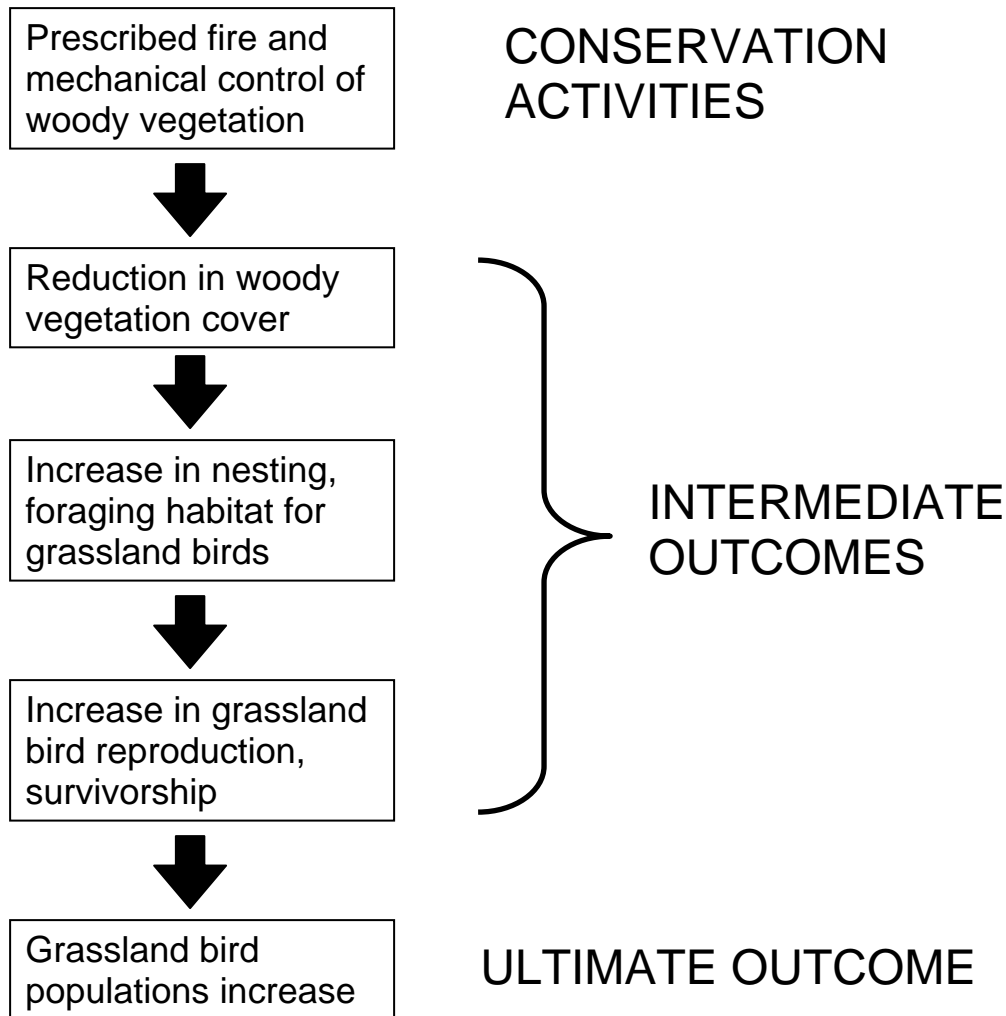 Prescribed fire and
mechanical control of
woody vegetation
CONSERVATION
ACTIVITIES
Reduction in woody
vegetation cover
Increase in nesting,
foraging habitat for
grassland birds
INTERMEDIATE
OUTCOMES
Increase in grassland
bird reproduction,
survivorship
Grassland bird
populations increase
ULTIMATE OUTCOME